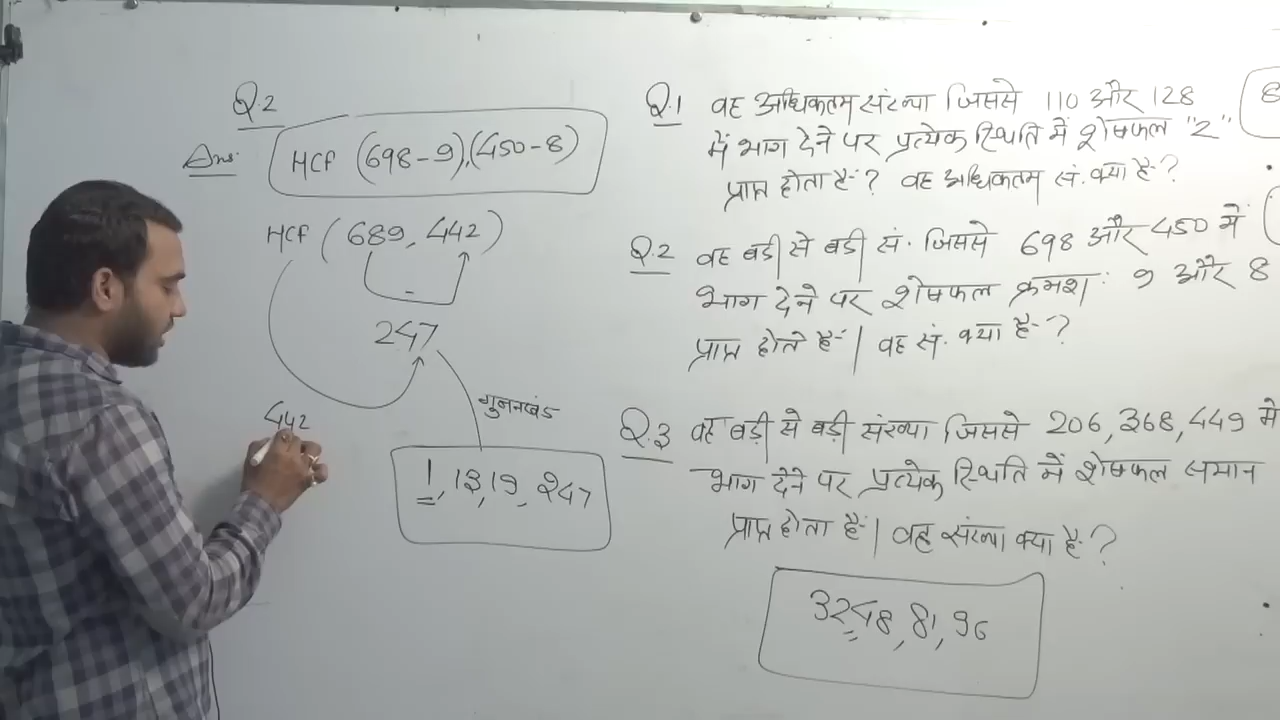 Q.2
Ans:
HCF (698-9),(450-8)
HCF (689, 442)
-
247
गुणनखंड
442
1, 13, 19, 247
Q.1 वह अधिकतम संख्या जिससे 110 और 128
में भाग देने पर प्रत्येक स्थिति में शेषफल "2"
प्राप्त होता है? वह अधिकतम सं. क्या है?
Q.2 वह बड़ी से बड़ी सं. जिससे 698 और 450 में
भाग देने पर शेषफल क्रमश: 9 और 8
प्राप्त होते हैं| वह सं. क्या है?
Q.3 वह बड़ी से बड़ी संख्या जिससे 206, 368, 449 मे
भाग देने पर प्रत्येक स्थिति में शेषफल समान
प्राप्त होता है| वह संख्या क्या है?
, 81, 96